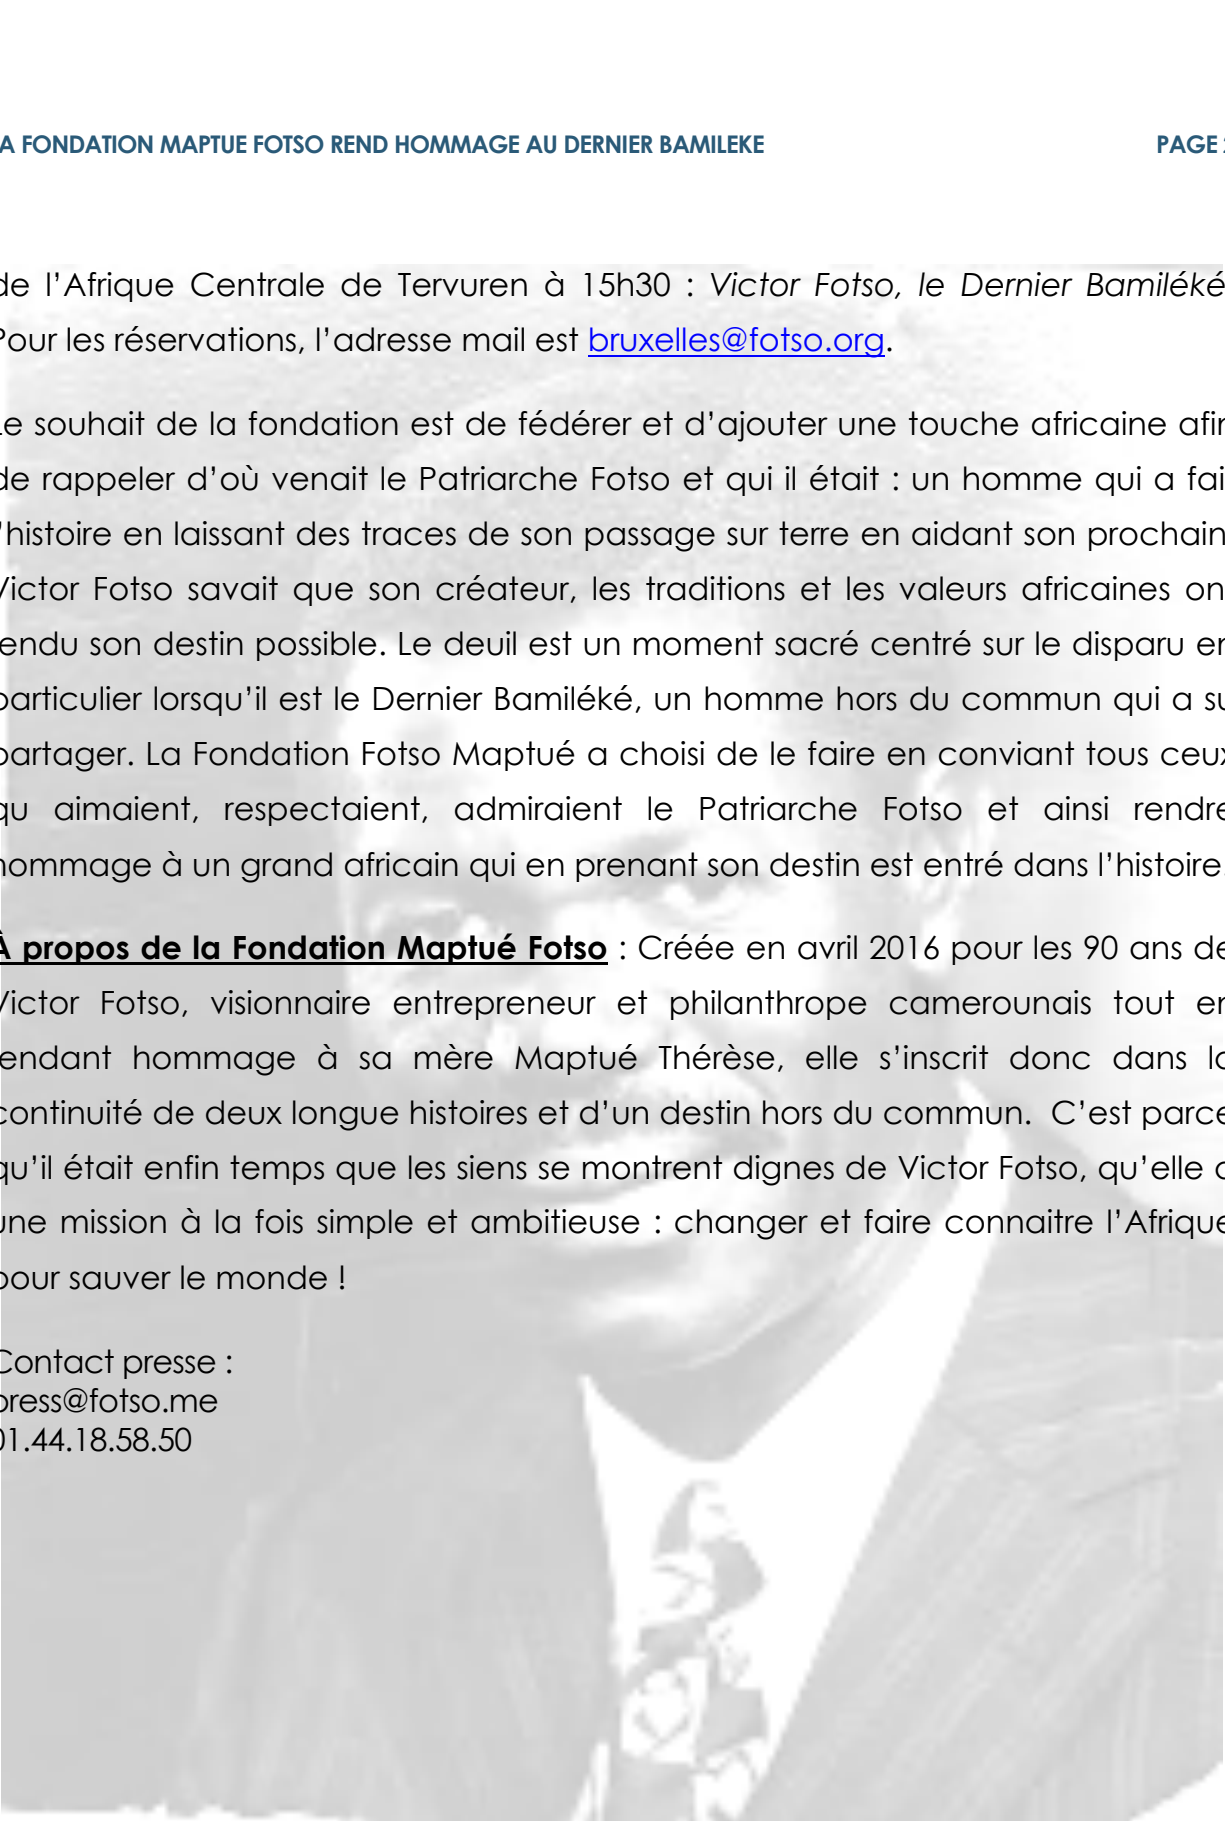 A FONDATION MAPTUE FOTSO REND HOMMAGE AU DERNIER BAMILEKE PAGE 2
de l’Afrique Centrale de Tervuren à 15h30 : Victor Fotso, le Dernier Bamiléké
Pour les réservations, l’adresse mail est bruxelles@fotso.org.
Le souhait de la fondation est de fédérer et d’ajouter une touche africaine afin
de rappeler d’où venait le Patriarche Fotso et qui il était : un homme qui a fai
l’histoire en laissant des traces de son passage sur terre en aidant son prochain
Victor Fotso savait que son créateur, les traditions et les valeurs africaines on
rendu son destin possible. Le deuil est un moment sacré centré sur le disparu en
particulier lorsqu’il est le Dernier Bamiléké, un homme hors du commun qui a su
partager. La Fondation Fotso Maptué a choisi de le faire en conviant tous ceux
qu aimaient, respectaient, admiraient le Patriarche Fotso et ainsi rendre
hommage à un grand africain qui en prenant son destin est entré dans l’histoire.
À propos de la Fondation Maptué Fotso : Créée en avril 2016 pour les 90 ans de
Victor Fotso, visionnaire entrepreneur et philanthrope camerounais tout en
rendant hommage à sa mère Maptué Thérèse, elle s’inscrit donc dans la
continuité de deux longue histoires et d’un destin hors du commun.  C’est parce
qu’il était enfin temps que les siens se montrent dignes de Victor Fotso, qu’elle a
une mission à la fois simple et ambitieuse : changer et faire connaitre l’Afrique
pour sauver le monde !
Contact presse :
press@fotso.me
01.44.18.58.50